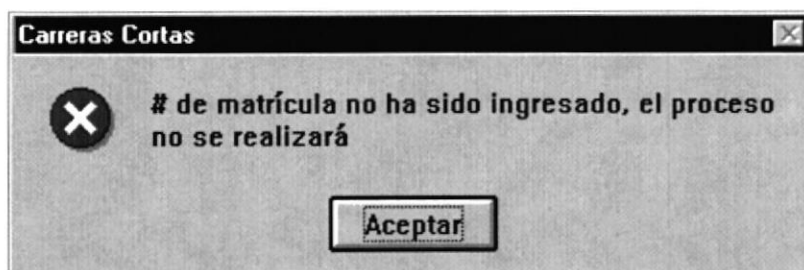 Carreras Cortas
# de matrícula no ha sido ingresado, el proceso
no se realizará
Aceptar